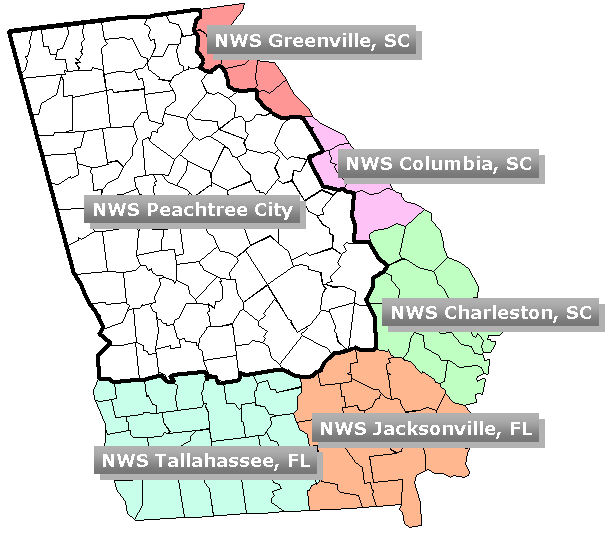 NWS Greenville, SC
NWS Columbia, SC
NWS Peachtree City
NWS Charleston, SC
NWS Jacksonville, FL
NWS Tallahassee, FL